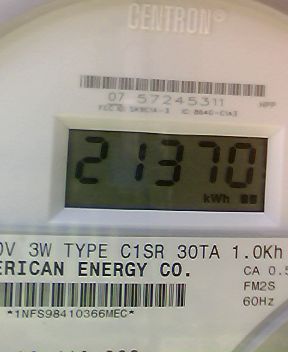 CENTRON®
07 57245311
HPP
21370
kWh
0V 3W TYPE C1SR 30TA 1.0Kh
ERICAN ENERGY CO.
CA 0.5
FM2S
60Hz
*1NFS98410366MEC*